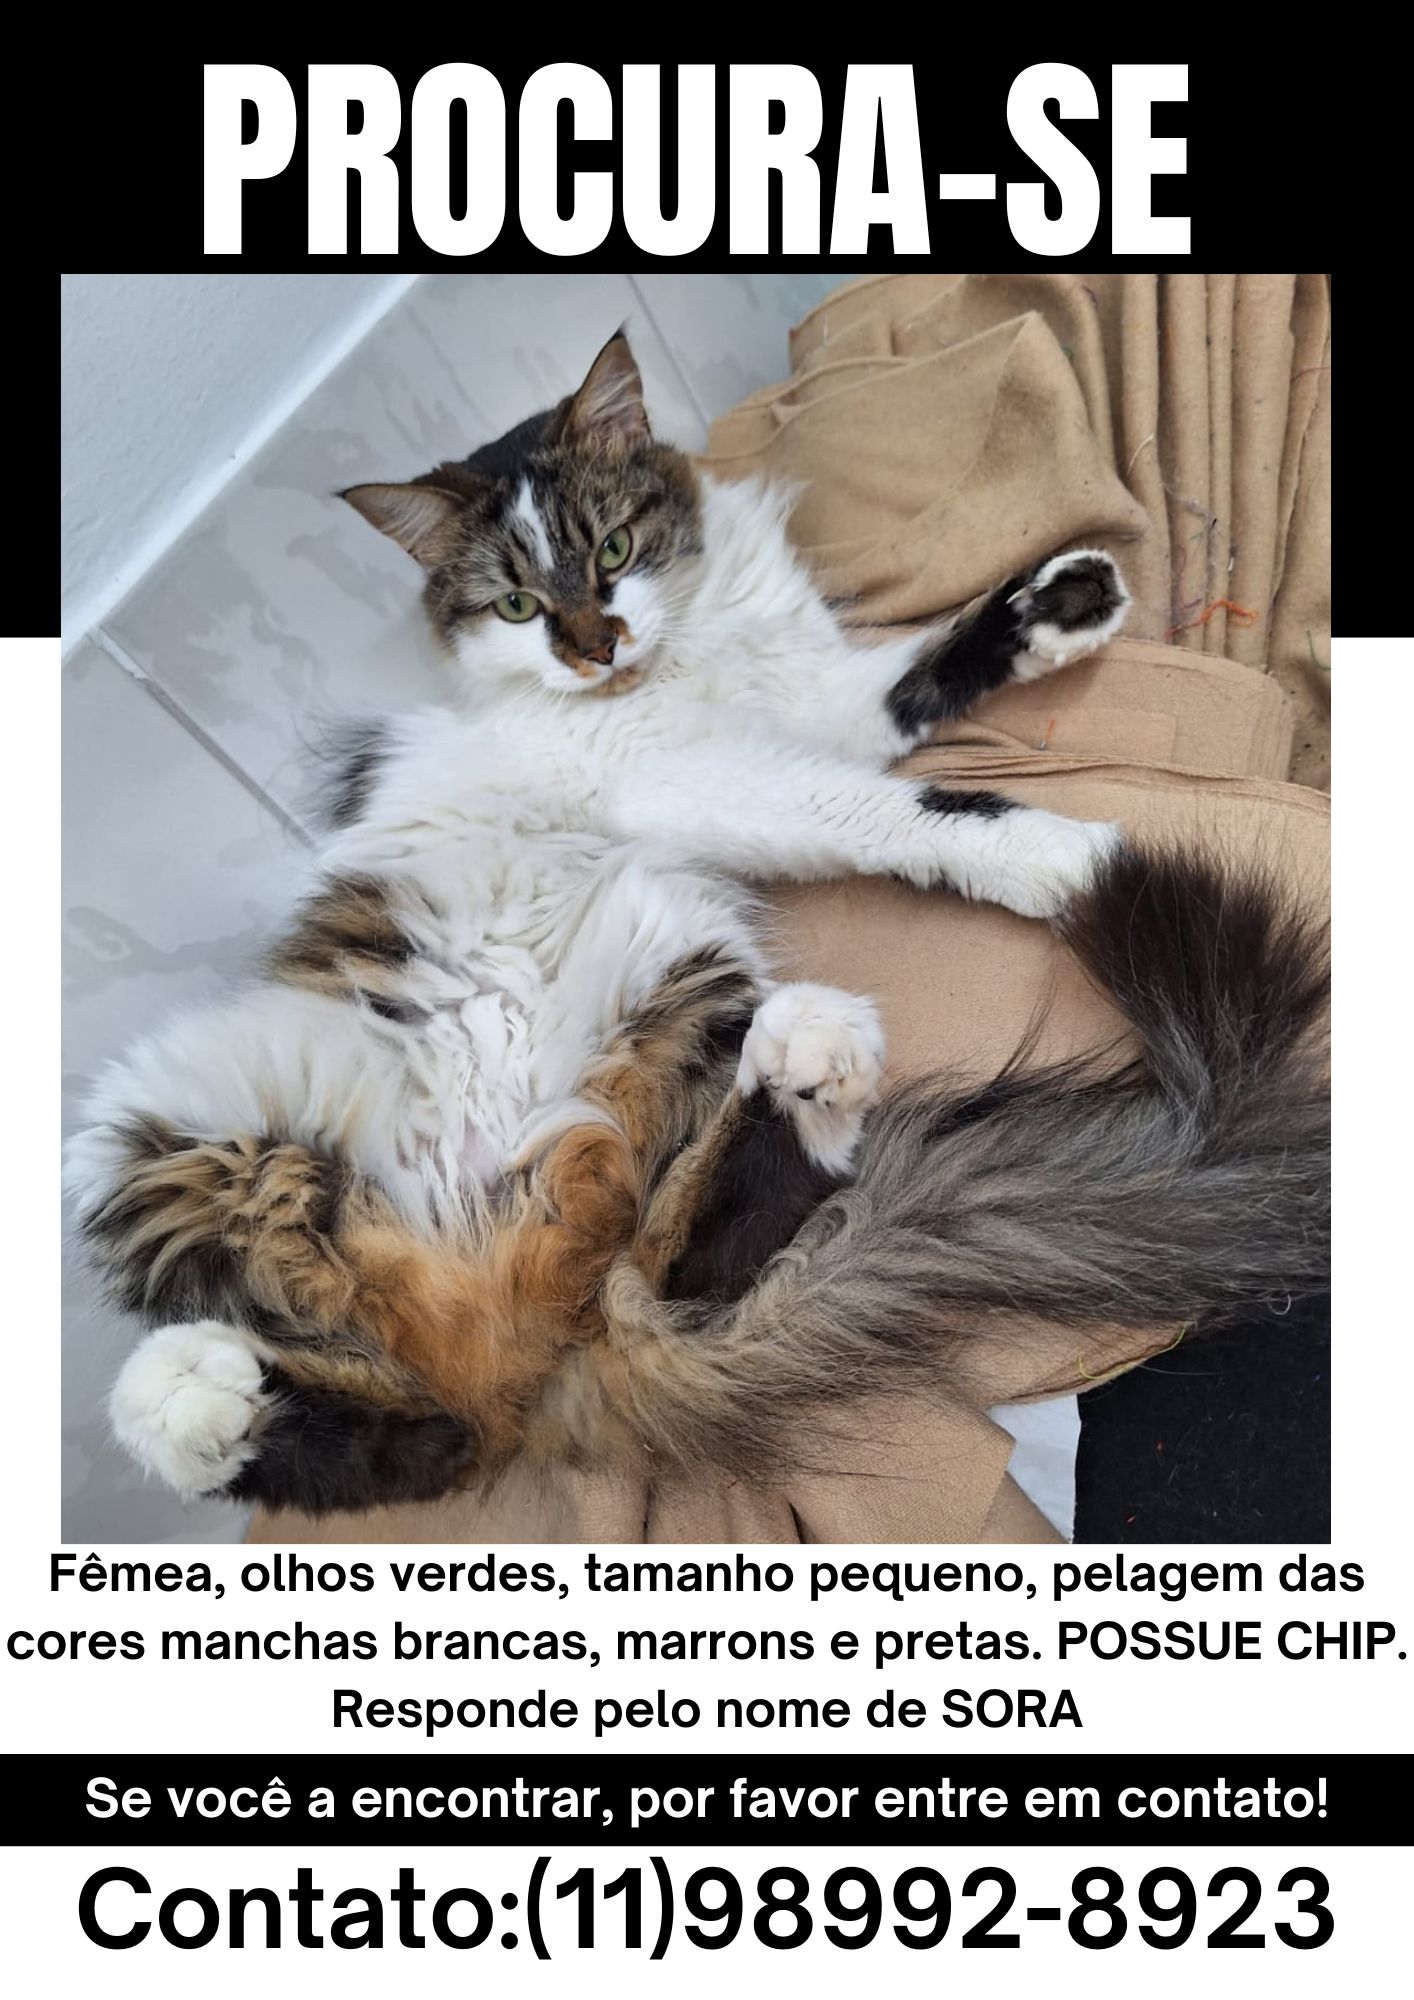 PROCURA-SE
Fêmea, olhos verdes, tamanho pequeno, pelagem das
cores manchas brancas, marrons e pretas. POSSUE CHIP.
Responde pelo nome de SORA
Se você a encontrar, por favor entre em contato!
Contato:(11)98992-8923